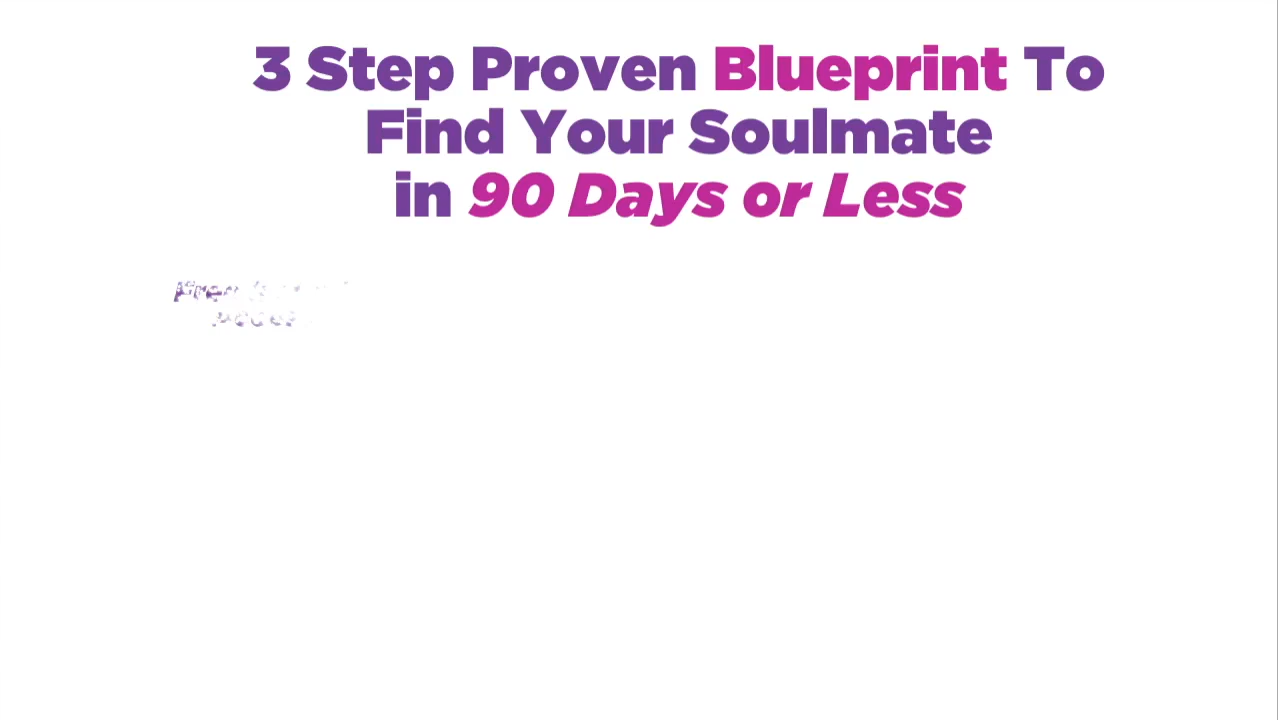 3 Step Proven Blueprint To
Find Your Soulmate
in 90 Days or Less